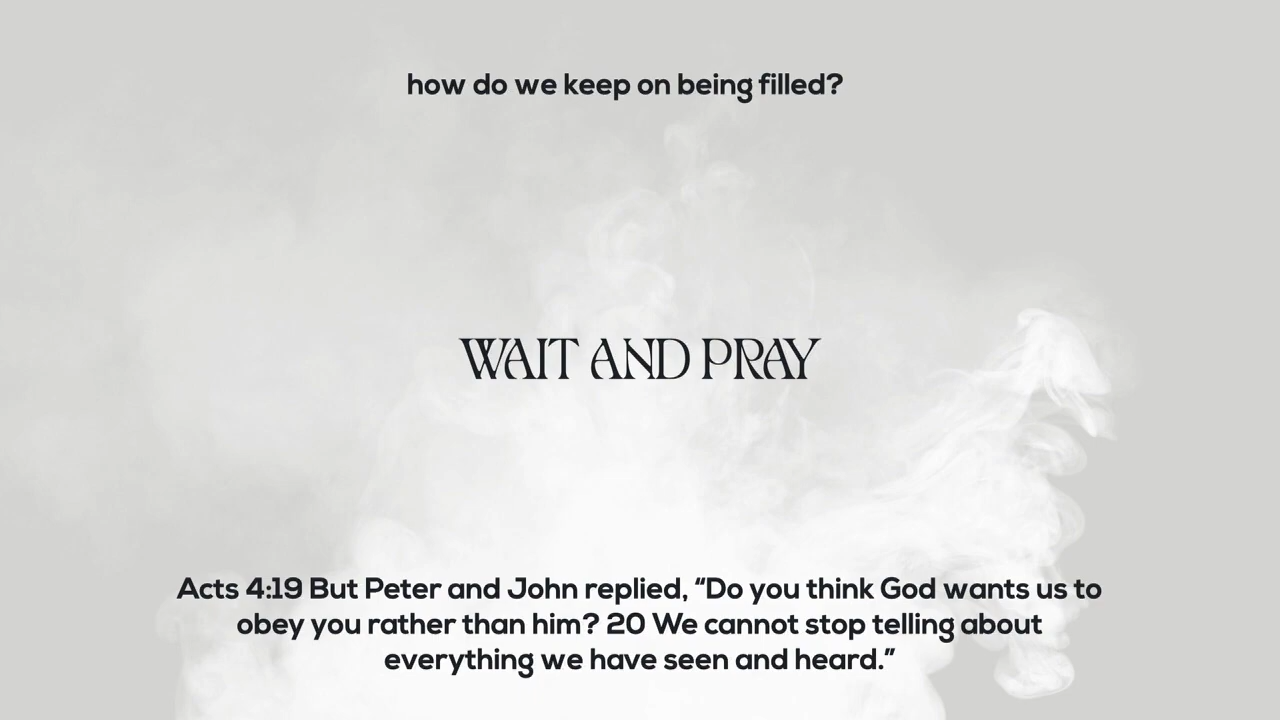 how do we keep on being filled?
WAIT AND PRAY
Acts 4:19 But Peter and John replied, “Do you think God wants us to
obey you rather than him? 20 We cannot stop telling about
everything we have seen and heard.”